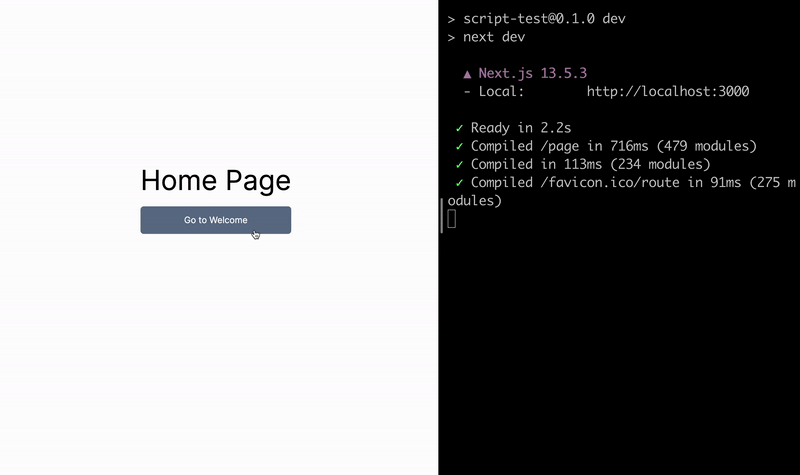 Home Page
Go to Welcome
> script-test@0.1.0 dev
> next dev
▲ Next.js 13.5.3
- Local: http://localhost:3000
✓ Ready in 2.2s
✓ Compiled /page in 716ms (479 modules)
✓ Compiled in 113ms (234 modules)
✓ Compiled /favicon.ico/route in 91ms (275 m
odules)